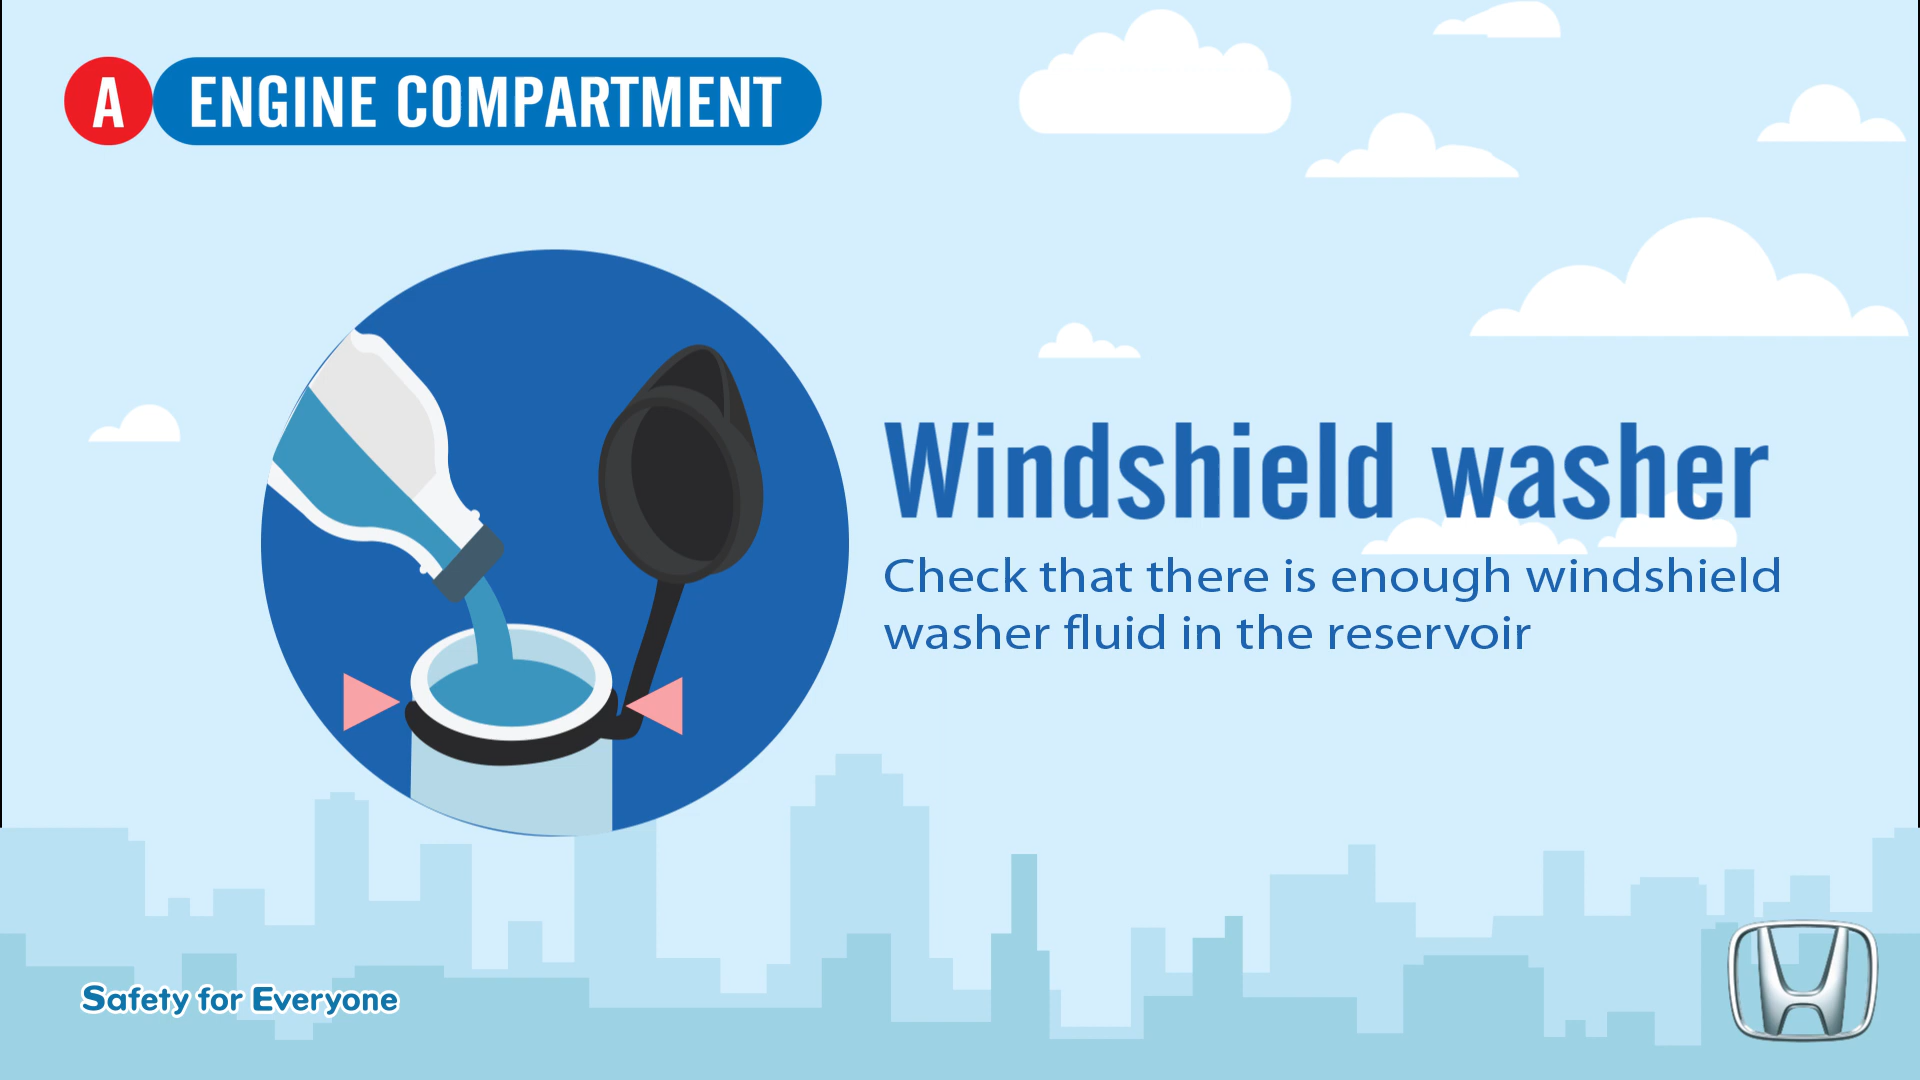 A ENGINE COMPARTMENT
Windshield washer
Check that there is enough windshield
washer fluid in the reservoir
Safety for Everyone